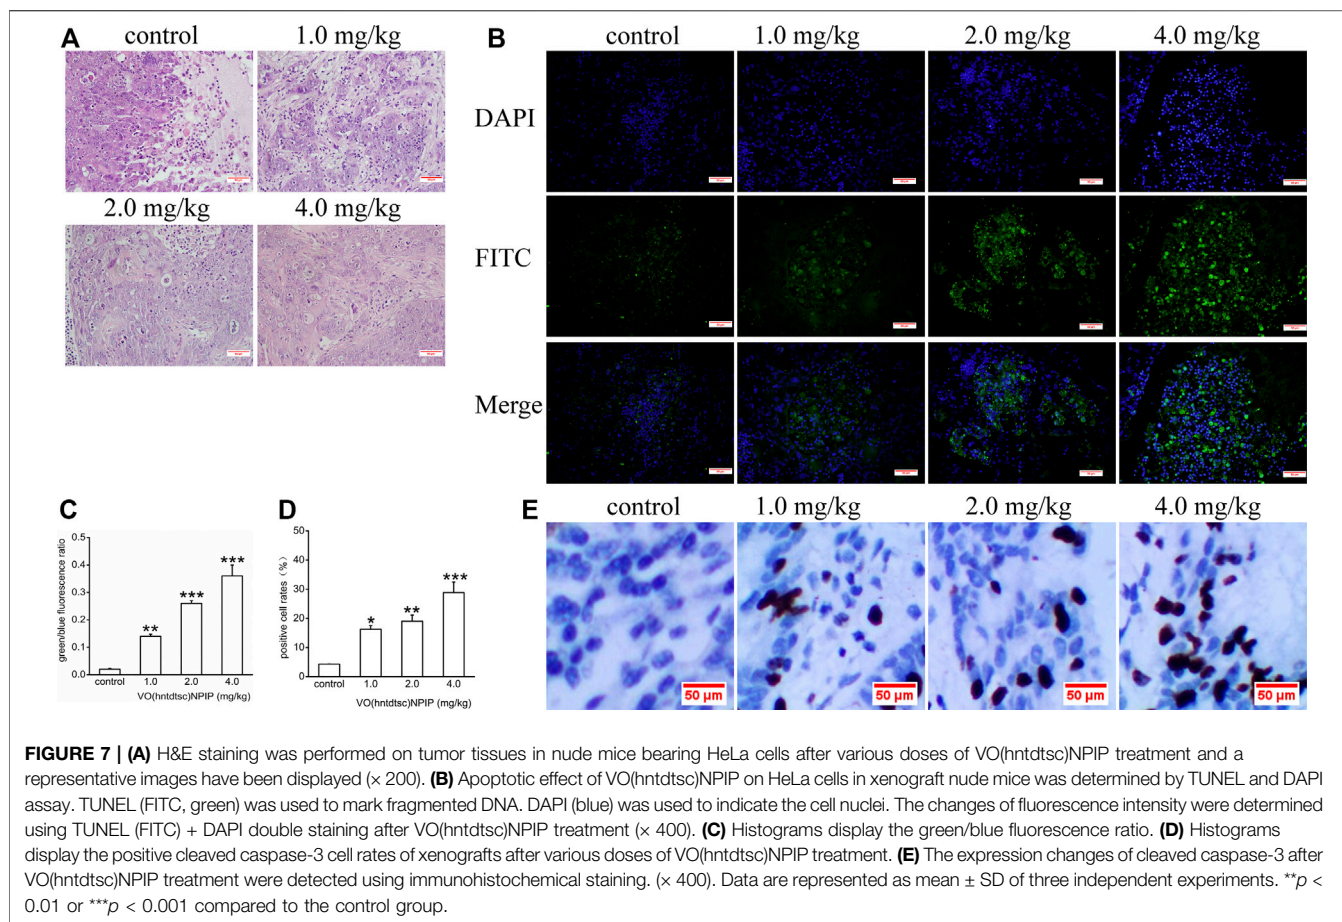 A
control
1.0 mg/kg
2.0 mg/kg
4.0 mg/kg
B
control
1.0 mg/kg
2.0 mg/kg
4.0 mg/kg
DAPI
FITC
Merge
C
green/blue fluorescence ratio
0.5
0.4
0.3
0.2
0.1
0.0
**
***
***
control
1.0
2.0
4.0
VO(hntdtsc)NPIP (mg/kg)
D
positive cell rates (%)
50
40
30
20
10
0
*
**
***
control
1.0
2.0
4.0
VO(hntdtsc)NPIP (mg/kg)
E
control
1.0 mg/kg
2.0 mg/kg
4.0 mg/kg
50 μm
50 μm
50 μm
50 μm
FIGURE 7 | (A) H&E staining was performed on tumor tissues in nude mice bearing HeLa cells after various doses of VO(hntdtsc)NPIP treatment and a
representative images have been displayed (× 200). (B) Apoptotic effect of VO(hntdtsc)NPIP on HeLa cells in xenograft nude mice was determined by TUNEL and DAPI
assay. TUNEL (FITC, green) was used to mark fragmented DNA. DAPI (blue) was used to indicate the cell nuclei. The changes of fluorescence intensity were determined
using TUNEL (FITC) + DAPI double staining after VO(hntdtsc)NPIP treatment (× 400). (C) Histograms display the green/blue fluorescence ratio. (D) Histograms
display the positive cleaved caspase-3 cell rates of xenografts after various doses of VO(hntdtsc)NPIP treatment. (E) The expression changes of cleaved caspase-3 after
VO(hntdtsc)NPIP treatment were detected using immunohistochemical staining. (× 400). Data are represented as mean ± SD of three independent experiments. **p <
0.01 or ***p < 0.001 compared to the control group.